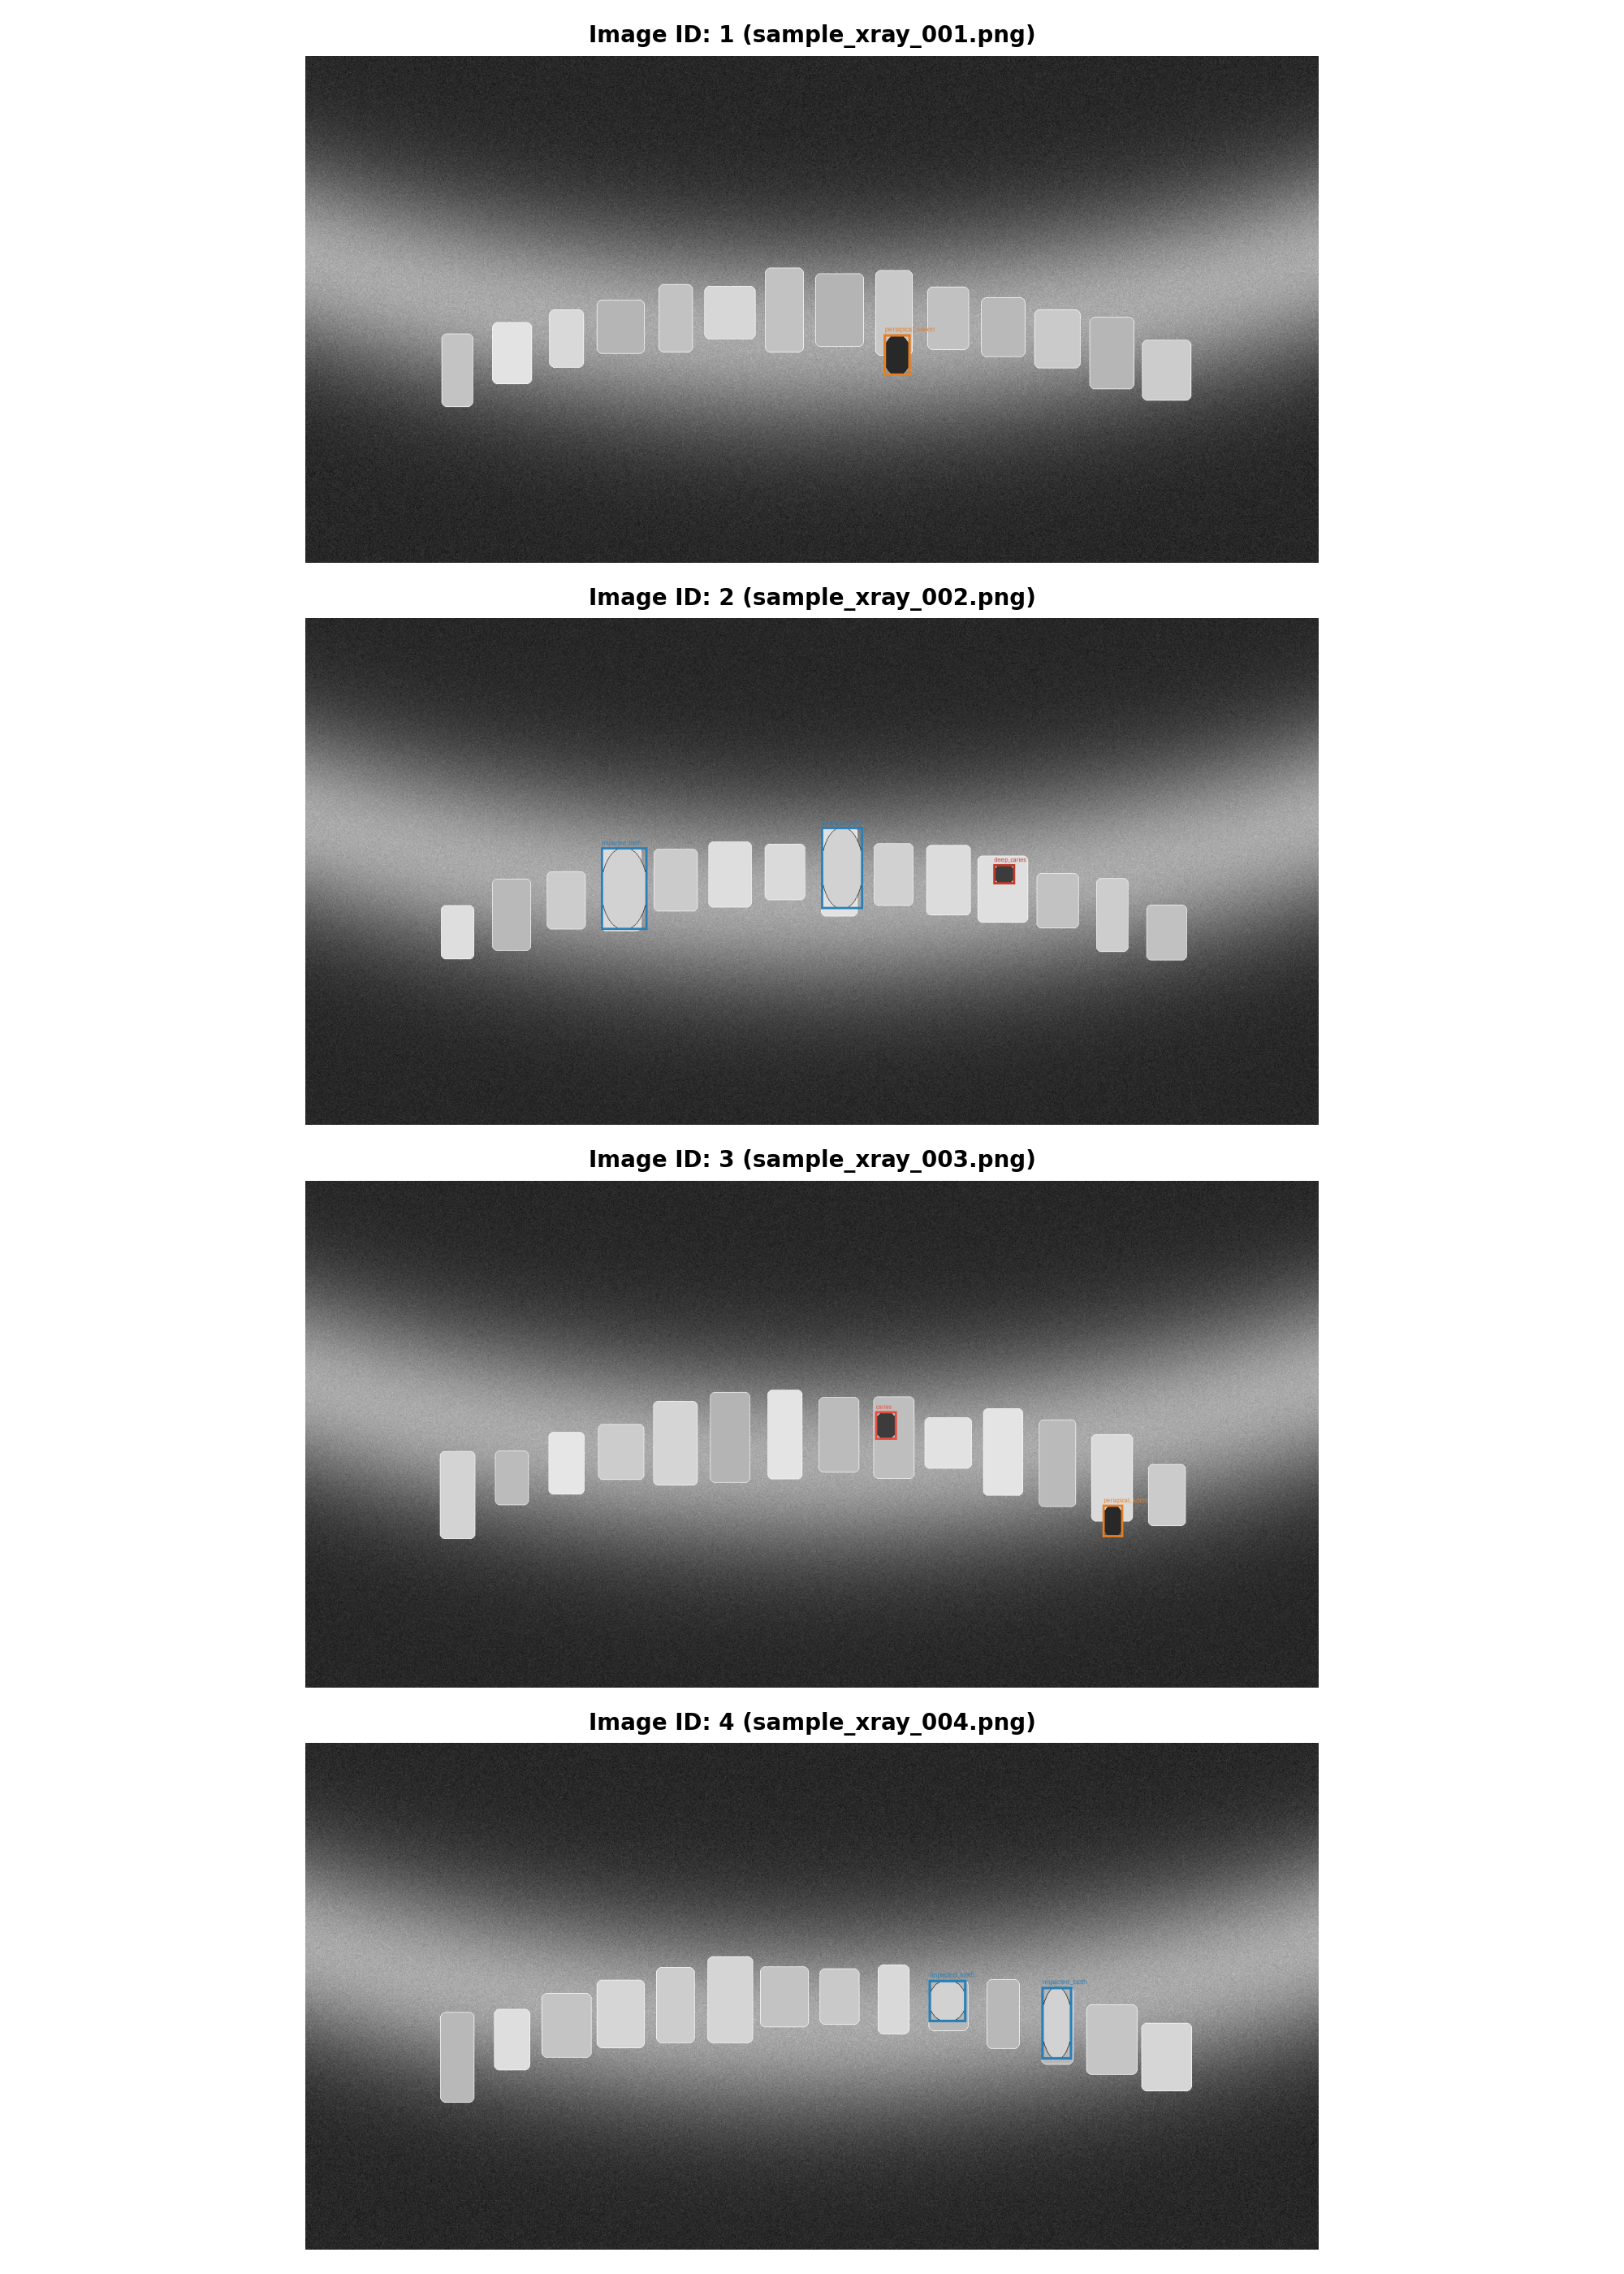 Image ID: 1 (sample_xray_001.png)
Image ID: 2 (sample_xray_002.png)
impacted_tooth
deep_caries
Image ID: 3 (sample_xray_003.png)
caries
Image ID: 4 (sample_xray_004.png)
impacted_tooth
impacted_tooth